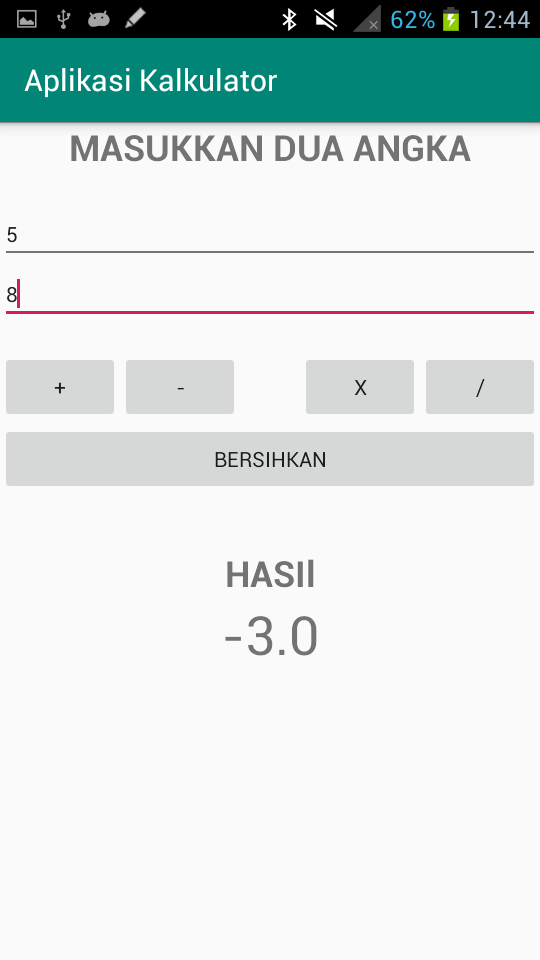 62% 12:44
Aplikasi Kalkulator
MASUKKAN DUA ANGKA
5
8
+ - X /
BERSIHKAN
HASIl
-3.0